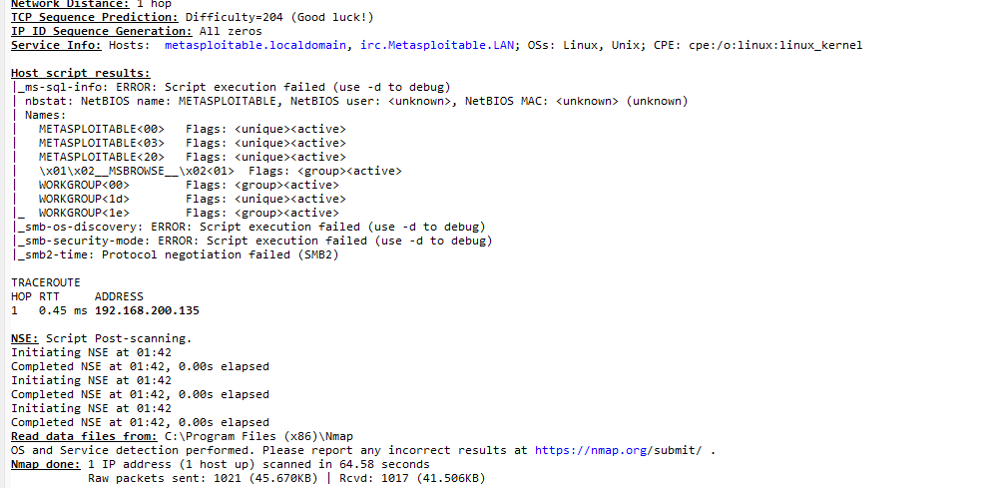 Network Distance: 1 hop
TCP Sequence Prediction: Difficulty=204 (Good luck!)
IP ID Sequence Generation: All zeros
Service Info: Hosts:  metasploitable.localdomain, irc.Metasploitable.LAN; OSs: Linux, Unix; CPE: cpe:/o:linux:linux_kernel

Host script results:
|_ms-sql-info: ERROR: Script execution failed (use -d to debug)
| nbstat: NetBIOS name: METASPLOITABLE, NetBIOS user: <unknown>, NetBIOS MAC: <unknown> (unknown)
| Names:
|   METASPLOITABLE<00>   Flags: <unique><active>
|   METASPLOITABLE<03>   Flags: <unique><active>
|   METASPLOITABLE<20>   Flags: <unique><active>
|   \x01\x02__MSBROWSE__\x02<01>  Flags: <group><active>
|   WORKGROUP<00>        Flags: <group><active>
|   WORKGROUP<1d>        Flags: <unique><active>
|_  WORKGROUP<1e>        Flags: <group><active>
|_smb-os-discovery: ERROR: Script execution failed (use -d to debug)
|_smb-security-mode: ERROR: Script execution failed (use -d to debug)
|_smb2-time: Protocol negotiation failed (SMB2)

TRACEROUTE
HOP RTT     ADDRESS
1   0.45 ms 192.168.200.135

NSE: Script Post-scanning.
Initiating NSE at 01:42
Completed NSE at 01:42, 0.00s elapsed
Initiating NSE at 01:42
Completed NSE at 01:42, 0.00s elapsed
Initiating NSE at 01:42
Completed NSE at 01:42, 0.00s elapsed
Read data files from: C:\Program Files (x86)\Nmap
OS and Service detection performed. Please report any incorrect results at https://nmap.org/submit/ .
Nmap done: 1 IP address (1 host up) scanned in 64.58 seconds
           Raw packets sent: 1021 (45.670KB) | Rcvd: 1017 (41.506KB)